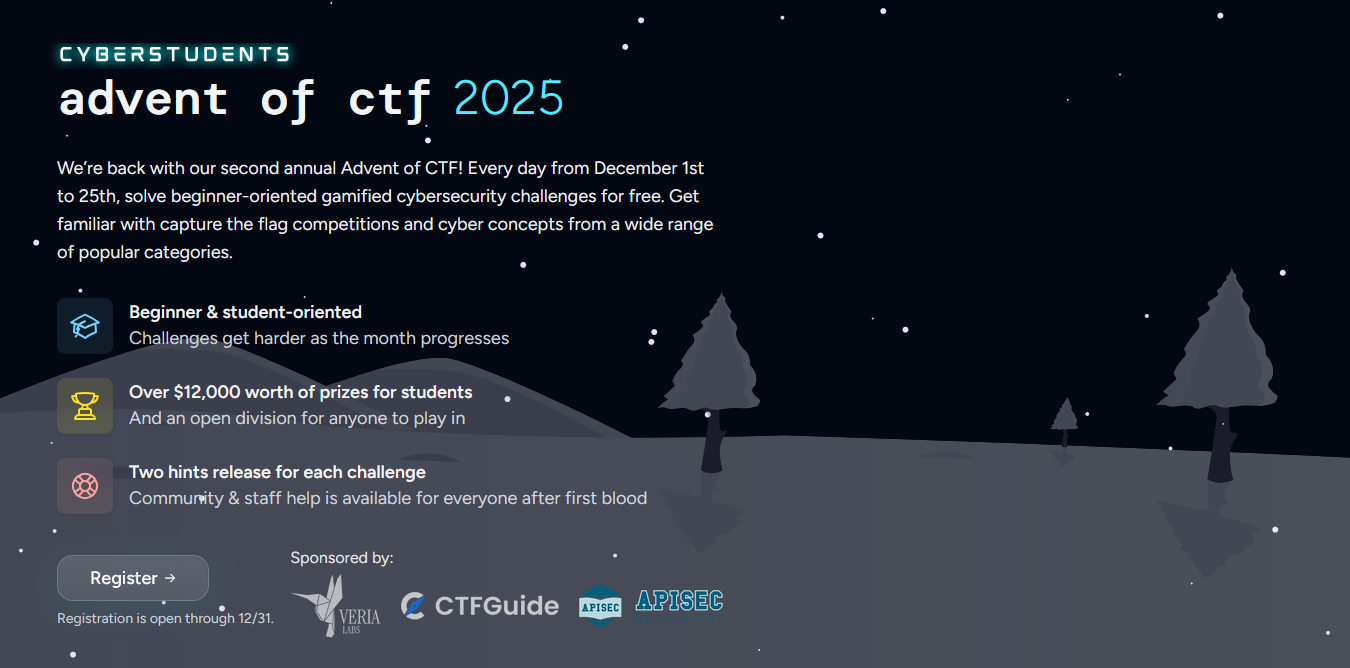 CYBERSTUDENTS
advent of ctf 2025
We’re back with our second annual Advent of CTF! Every day from December 1st
to 25th, solve beginner-oriented gamified cybersecurity challenges for free. Get
familiar with capture the flag competitions and cyber concepts from a wide range
of popular categories.
Beginner & student-oriented
Challenges get harder as the month progresses
Over $12,000 worth of prizes for students
And an open division for anyone to play in
Two hints release for each challenge
Community & staff help is available for everyone after first blood
Register →
Registration is open through 12/31.
Sponsored by:
VERIA
LABS
CTFGuide
APISEC
APISEC
UNIVERSITY